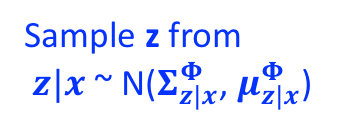 Sample z from
z|x ~ N(Σ^Φ_{z|x}, μ^Φ_{z|x})